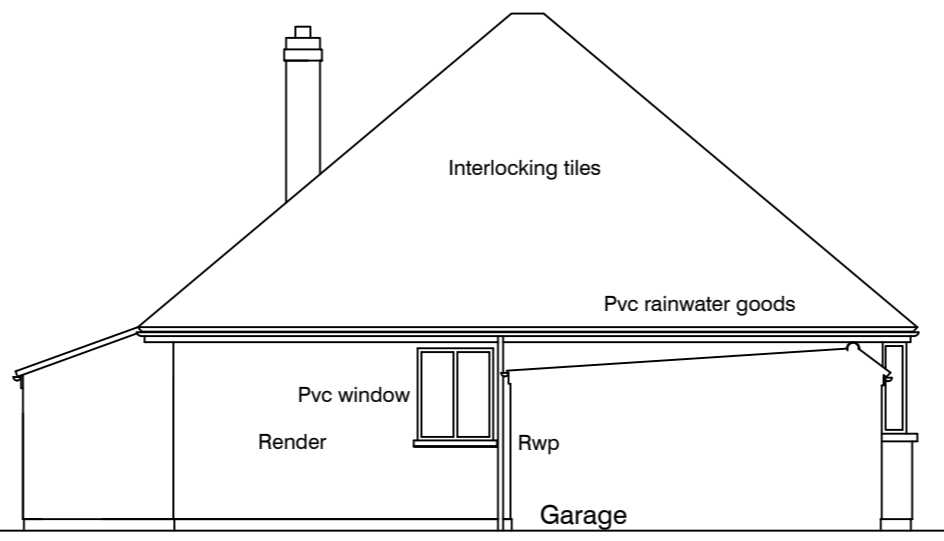 Interlocking tiles
Pvc rainwater goods
Pvc window
Render
Rwp
Garage